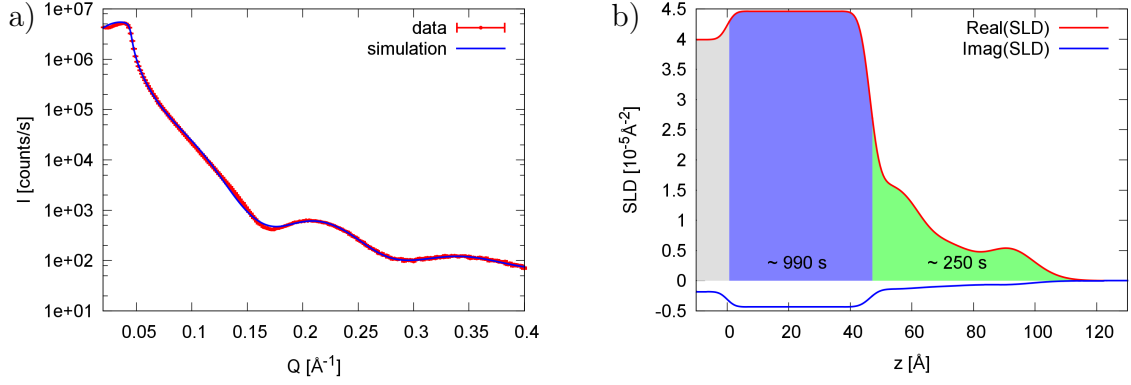 a)
data
simulation
1e+07
1e+06
1e+05
1e+04
1e+03
1e+02
1e+01
I [counts/s]
0.05 0.1 0.15 0.2 0.25 0.3 0.35 0.4
Q [Å-1]
b)
Real(SLD)
Imag(SLD)
4.5
4
3.5
3
2.5
2
1.5
1
0.5
0
-0.5
SLD [10-5Å-2]
~ 990 s
~ 250 s
0 20 40 60 80 100 120
z [Å]